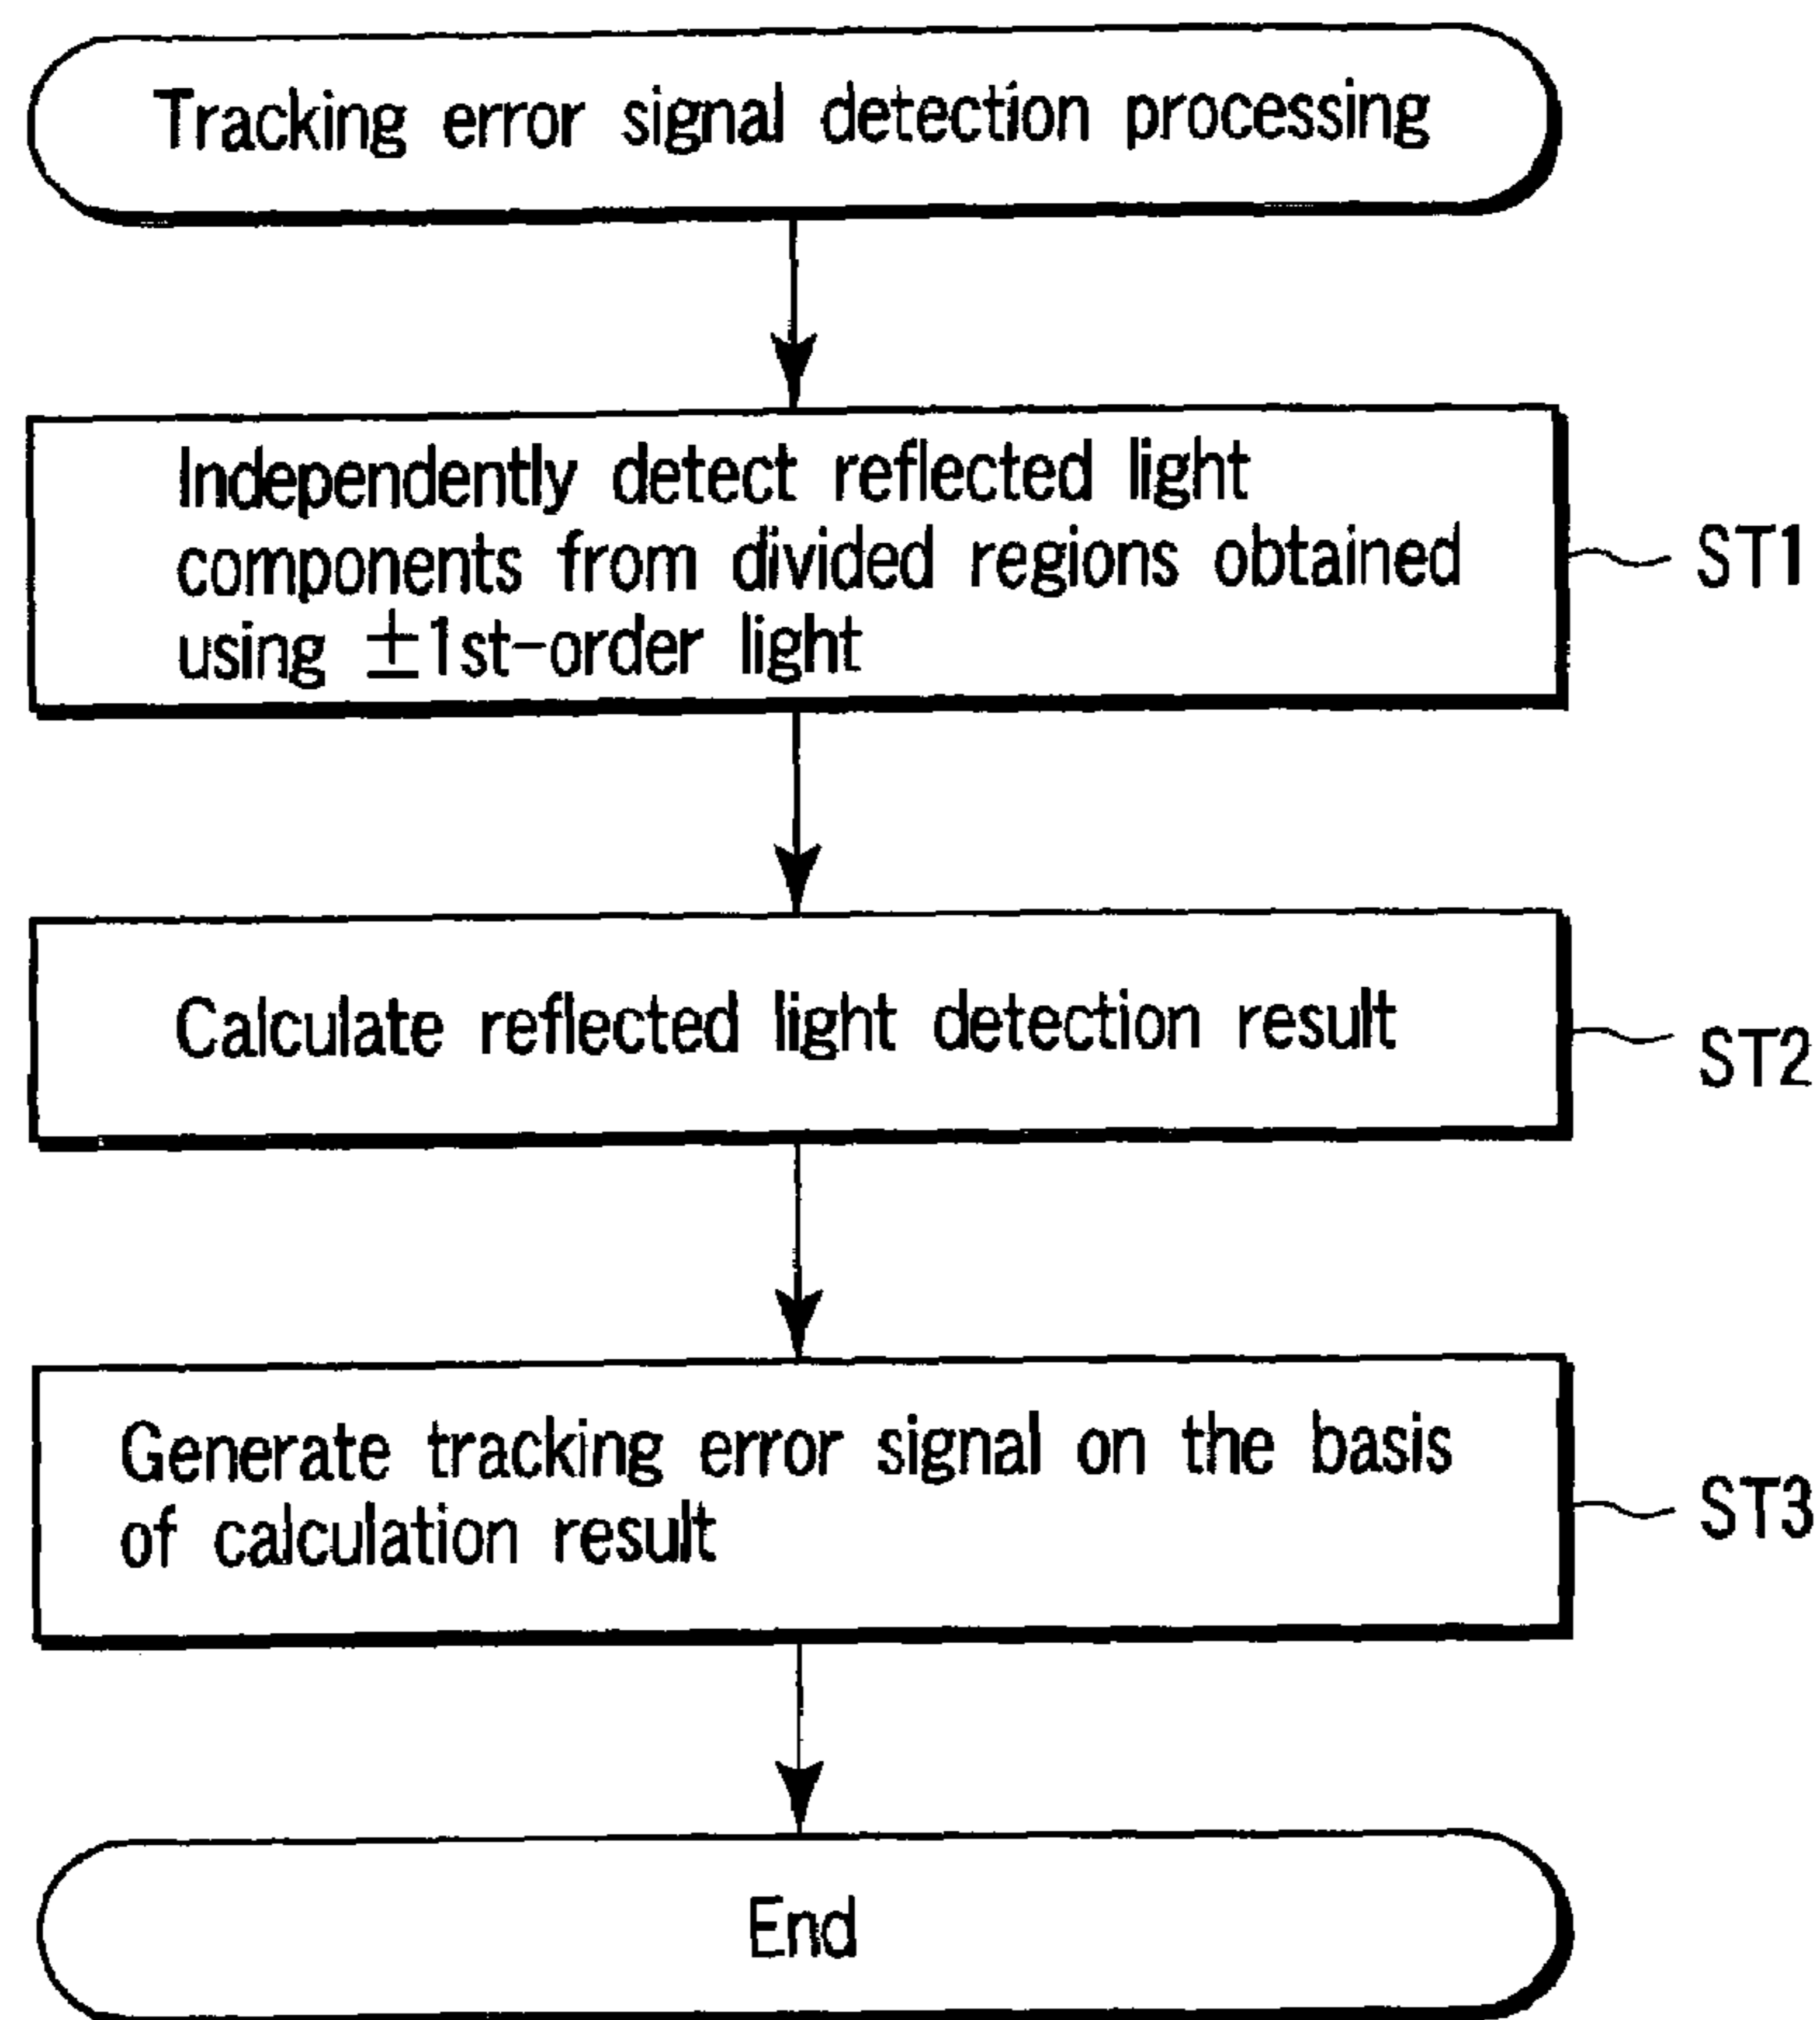 Tracking error signal detection processing
Independently detect reflected light
components from divided regions obtained
using ±1st-order light
ST1
Calculate reflected light detection result
ST2
Generate tracking error signal on the basis
of calculation result
ST3
End